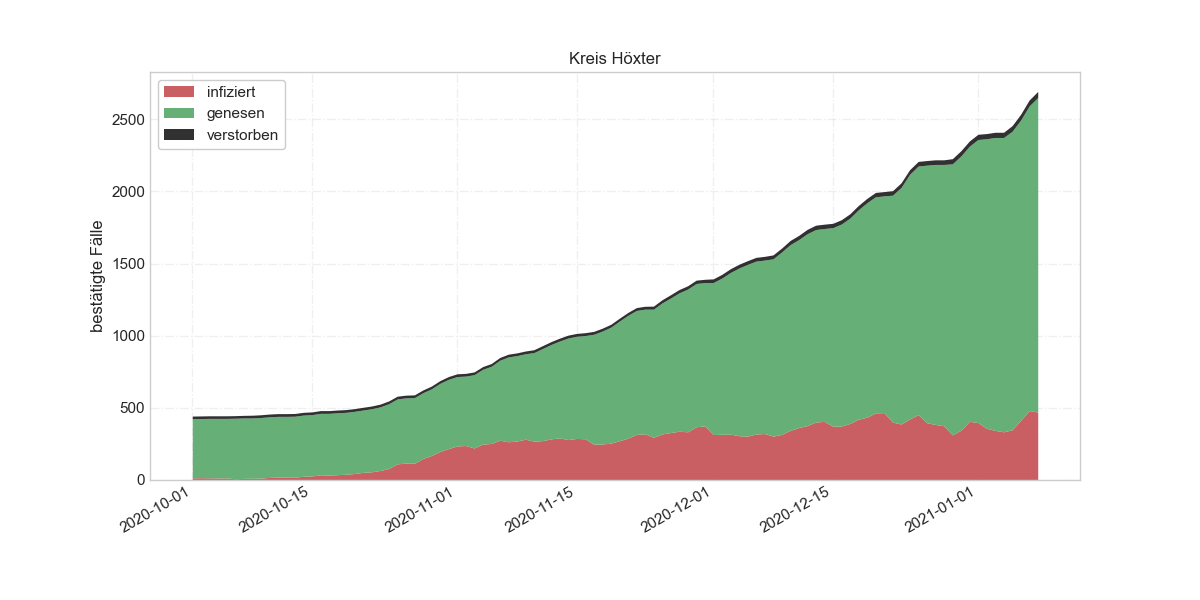 Kreis Höxter
infiziert
genesen
verstorben
bestätigte Fälle
2500
2000
1500
1000
500
0
2020-10-01
2020-10-15
2020-11-01
2020-11-15
2020-12-01
2020-12-15
2021-01-01